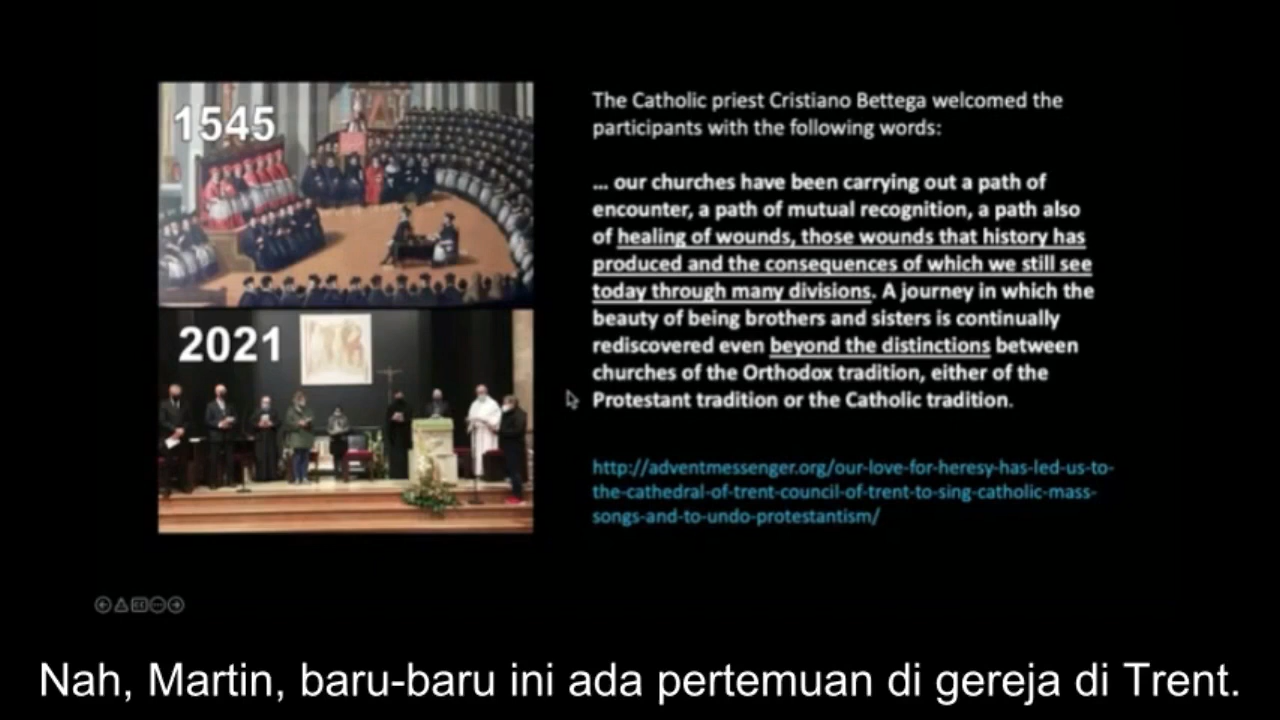 1545
2021
The Catholic priest Cristiano Bettega welcomed the
participants with the following words:
... our churches have been carrying out a path of
encounter, a path of mutual recognition, a path also
of healing of wounds, those wounds that history has
produced and the consequences of which we still see
today through many divisions. A journey in which the
beauty of being brothers and sisters is continually
rediscovered even beyond the distinctions between
churches of the Orthodox tradition, either of the
Protestant tradition or the Catholic tradition.
http://adventmessenger.org/our-love-for-heresy-has-led-us-to-
the-cathedral-of-trent-council-of-trent-to-sing-catholic-mass-
songs-and-to-undo-protestantism/
Nah, Martin, baru-baru ini ada pertemuan di gereja di Trent.